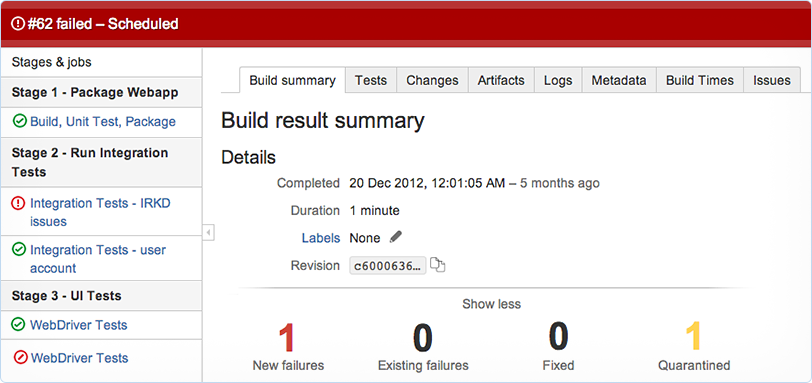 #62 failed – Scheduled
Stages & jobs
Stage 1 - Package Webapp
Build, Unit Test, Package
Stage 2 - Run Integration
Tests
Integration Tests - IRKD
issues
Integration Tests - user
account
Stage 3 - UI Tests
WebDriver Tests
WebDriver Tests
Build summary Tests Changes Artifacts Logs Metadata Build Times Issues
Build result summary
Details
Completed 20 Dec 2012, 12:01:05 AM – 5 months ago
Duration 1 minute
Labels None
Revision c6000636…
Show less
1 0 0 1
New failures Existing failures Fixed Quarantined